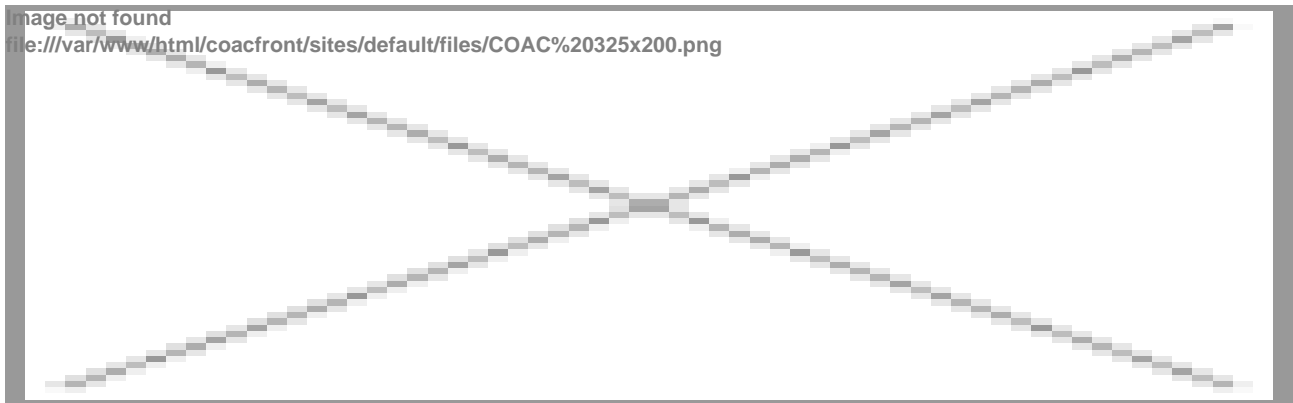 Image not found
file:///var/www/html/coacfront/sites/default/files/COAC%20325x200.png